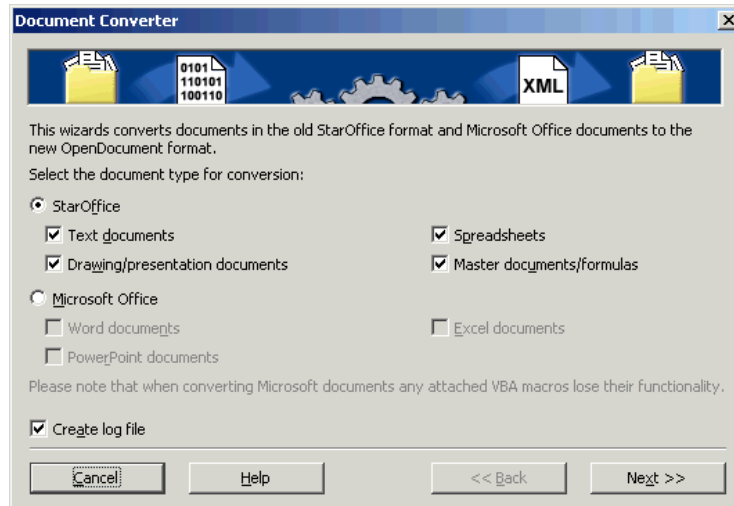 Document Converter
0101
110101
100110
XML
This wizards converts documents in the old StarOffice format and Microsoft Office documents to the
new OpenDocument format.
Select the document type for conversion:
StarOffice
Text documents
Spreadsheets
Drawing/presentation documents
Master documents/formulas
Microsoft Office
Word documents
Excel documents
PowerPoint documents
Please note that when converting Microsoft documents any attached VBA macros lose their functionality.
Create log file
Cancel
Help
<< Back
Next >>